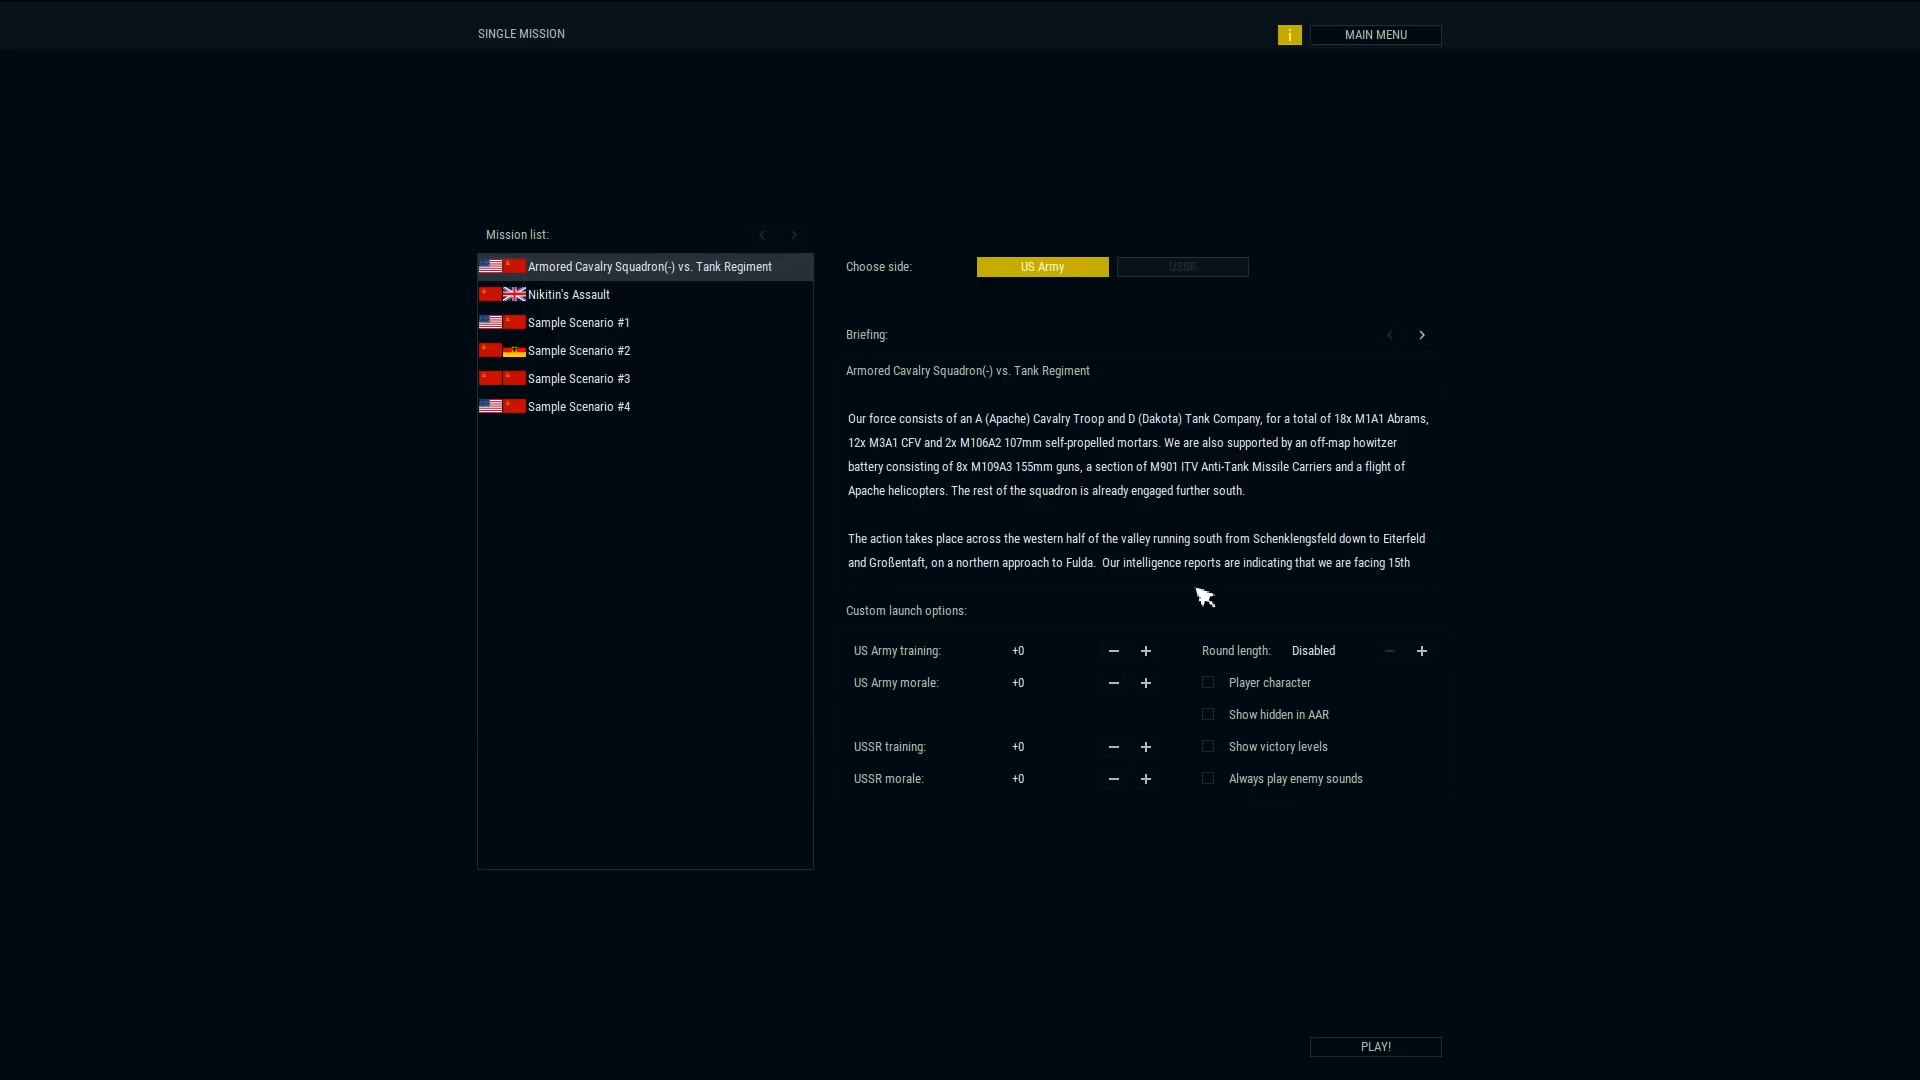 SINGLE MISSION
i
MAIN MENU
Mission list:
Armored Cavalry Squadron(-) vs. Tank Regiment
Nikitin's Assault
Sample Scenario #1
Sample Scenario #2
Sample Scenario #3
Sample Scenario #4
Choose side:
US Army
USSR
Briefing:
Armored Cavalry Squadron(-) vs. Tank Regiment
Our force consists of an A (Apache) Cavalry Troop and D (Dakota) Tank Company, for a total of 18x M1A1 Abrams,
12x M3A1 CFV and 2x M106A2 107mm self-propelled mortars. We are also supported by an off-map howitzer
battery consisting of 8x M109A3 155mm guns, a section of M901 ITV Anti-Tank Missile Carriers and a flight of
Apache helicopters. The rest of the squadron is already engaged further south.
The action takes place across the western half of the valley running south from Schenklengsfeld down to Eiterfeld
and Großentaft, on a northern approach to Fulda.  Our intelligence reports are indicating that we are facing 15th
Custom launch options:
US Army training: +0
Round length: Disabled
US Army morale: +0
Player character
Show hidden in AAR
USSR training: +0
Show victory levels
USSR morale: +0
Always play enemy sounds
PLAY!